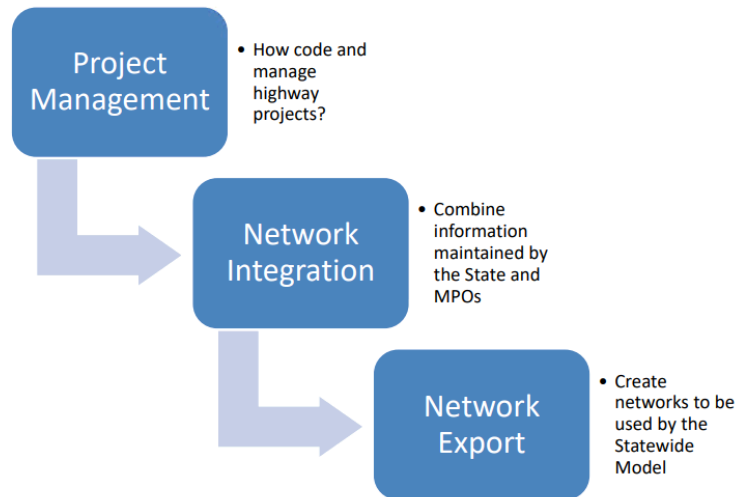 Project
Management
• How code and
manage
highway
projects?
Network
Integration
• Combine
information
maintained by
the State and
MPOs
Network
Export
• Create
networks to be
used by the
Statewide
Model